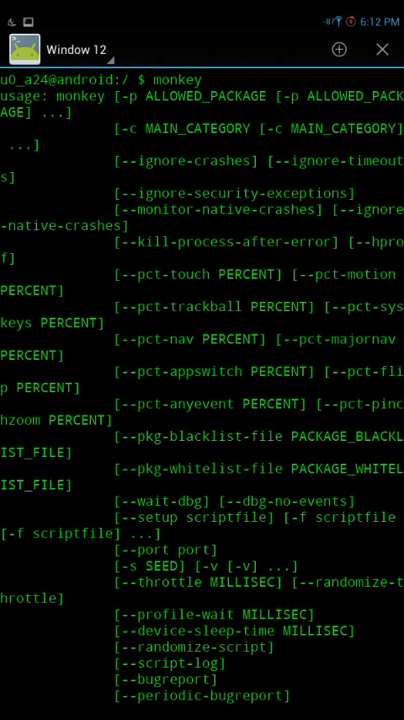 -87 6:12 PM
Window 12
u0_a24@android:/ $ monkey
usage: monkey [-p ALLOWED_PACKAGE [-p ALLOWED_PACK
AGE] ...]
[-c MAIN_CATEGORY [-c MAIN_CATEGORY]
...]
[--ignore-crashes] [--ignore-timeout
s]
[--ignore-security-exceptions]
[--monitor-native-crashes] [--ignore
-native-crashes]
[--kill-process-after-error] [--hpro
f]
[--pct-touch PERCENT] [--pct-motion
PERCENT]
[--pct-trackball PERCENT] [--pct-sys
keys PERCENT]
[--pct-nav PERCENT] [--pct-majornav
PERCENT]
[--pct-appswitch PERCENT] [--pct-fli
p PERCENT]
[--pct-anyevent PERCENT] [--pct-pinc
hzoom PERCENT]
[--pkg-blacklist-file PACKAGE_BLACKL
IST_FILE]
[--pkg-whitelist-file PACKAGE_WHITEL
IST_FILE]
[--wait-dbg] [--dbg-no-events]
[--setup scriptfile] [-f scriptfile
[-f scriptfile] ...]
[--port port]
[-s SEED] [-v [-v] ...]
[--throttle MILLISEC] [--randomize-t
hrottle]
[--profile-wait MILLISEC]
[--device-sleep-time MILLISEC]
[--randomize-script]
[--script-log]
[--bugreport]
[--periodic-bugreport]